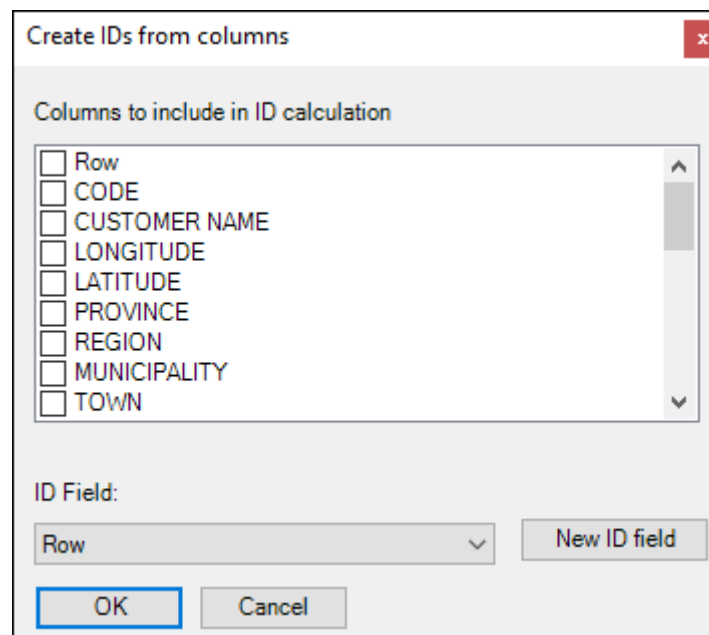 Create IDs from columns
x
Columns to include in ID calculation
Row
CODE
CUSTOMER NAME
LONGITUDE
LATITUDE
PROVINCE
REGION
MUNICIPALITY
TOWN
ID Field:
Row
New ID field
OK
Cancel